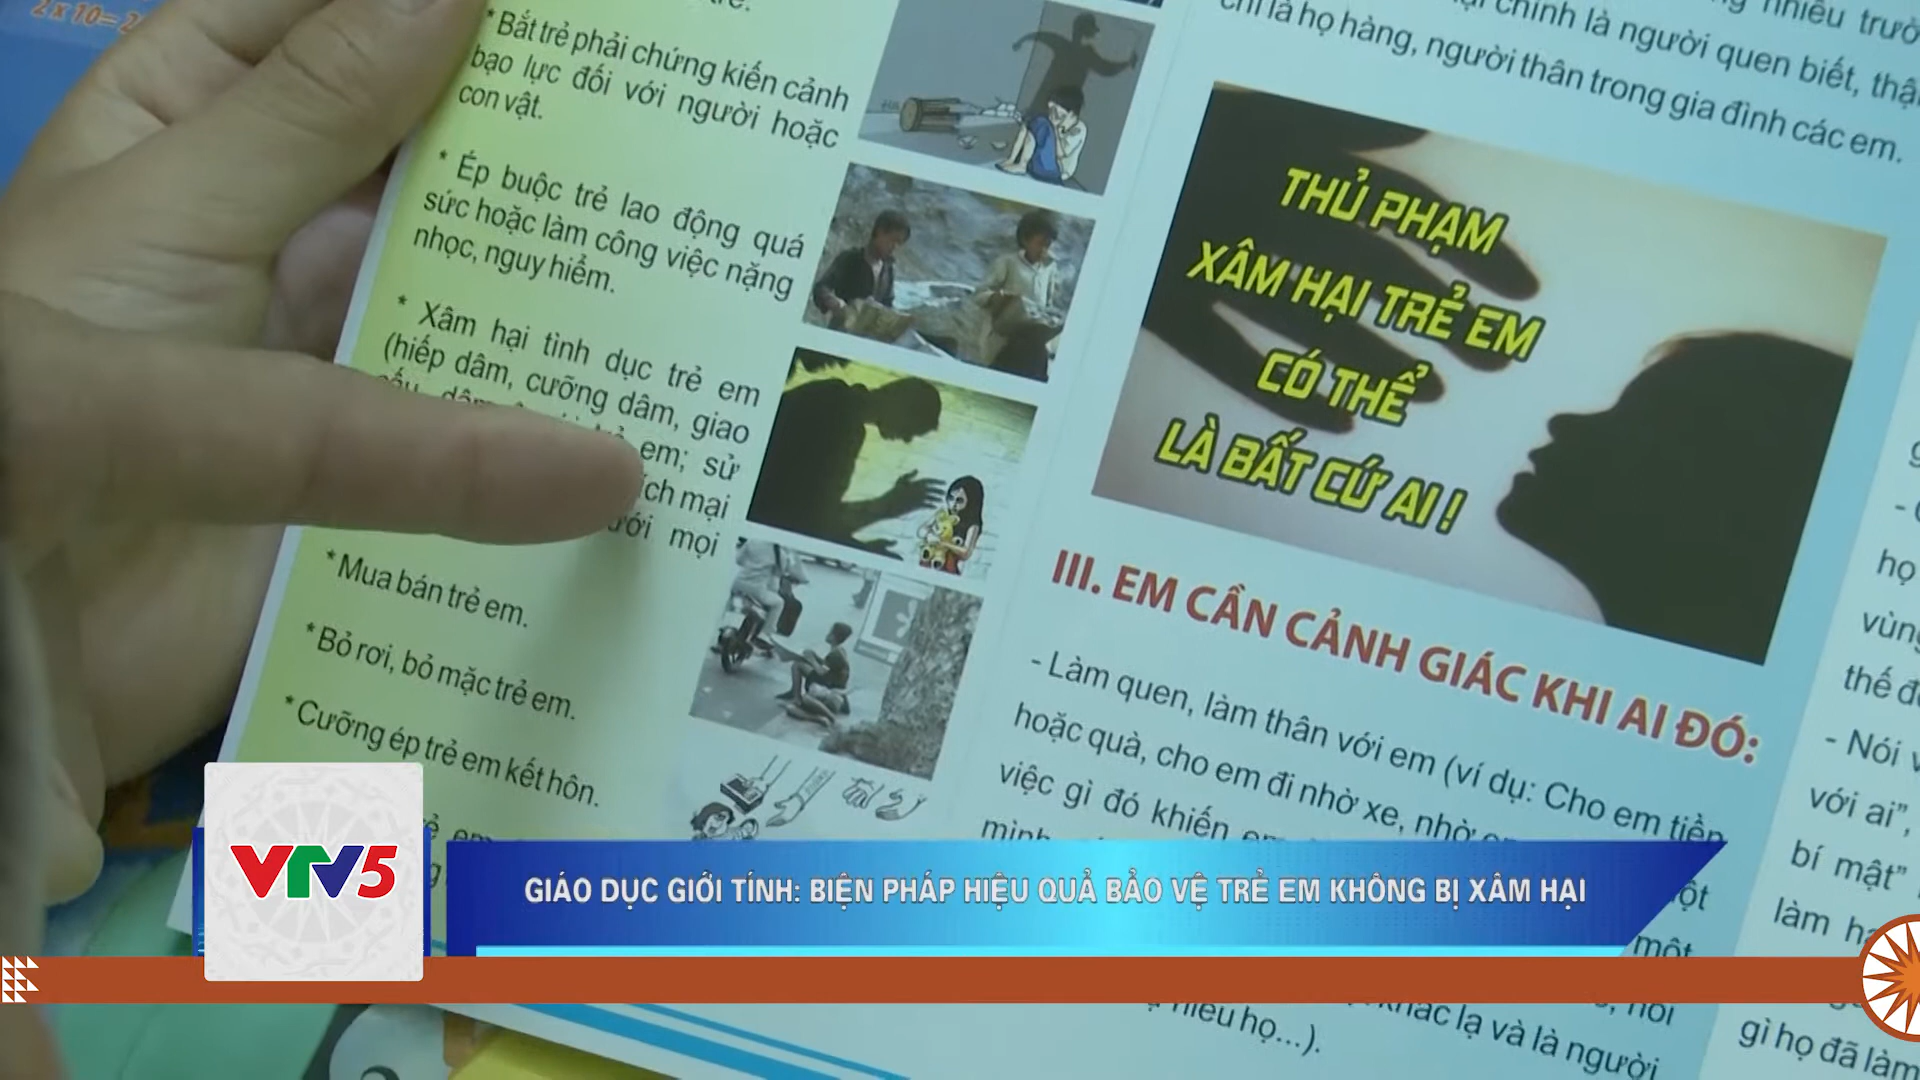 2 x 10 = 2
* Bắt trẻ phải chứng kiến cảnh
bạo lực đối với người hoặc
con vật.
* Ép buộc trẻ lao động quá
sức hoặc làm công việc nặng
nhọc, nguy hiểm.
* Xâm hại tình dục trẻ em
(hiếp dâm, cưỡng dâm, giao
em; sử
mại
mọi
* Mua bán trẻ em.
* Bỏ rơi, bỏ mặc trẻ em.
* Cưỡng ép trẻ em kết hôn.
chính là người quen biết,
chỉ là họ hàng, người thân trong gia đình các em.
THỦ PHẠM
XÂM HẠI TRẺ EM
CÓ THỂ
LÀ BẤT CỨ AI !
III. EM CẦN CẢNH GIÁC KHI AI ĐÓ:
- Làm quen, làm thân với em (ví dụ: Cho em tiền
hoặc quà, cho em đi nhờ xe, nhờ
việc gì đó khiến
một
khác lạ và là người
họ...).
họ
thế
- Nói
với ai",
bí mật"
làm
gì họ đã làm
VTV5
GIÁO DỤC GIỚI TÍNH: BIỆN PHÁP HIỆU QUẢ BẢO VỆ TRẺ EM KHÔNG BỊ XÂM HẠI